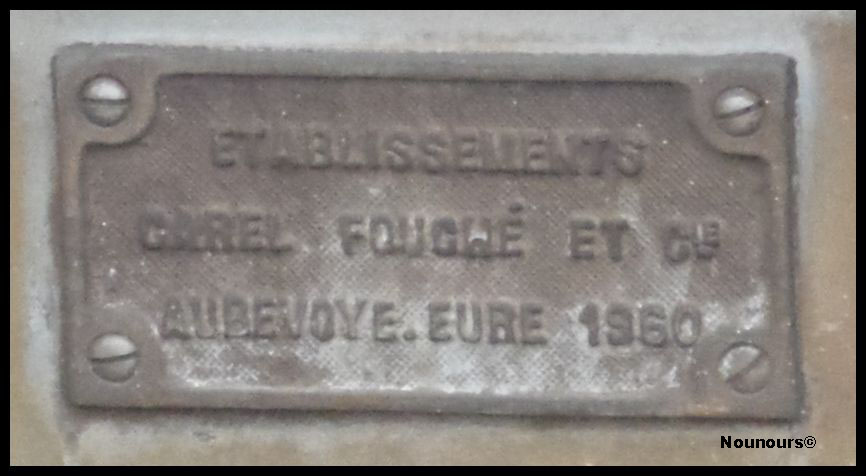 ETABLISSEMENTS
CAREL FOUCHÉ ET CIE
AUBEVOYE.EURE 1960
Nounours©